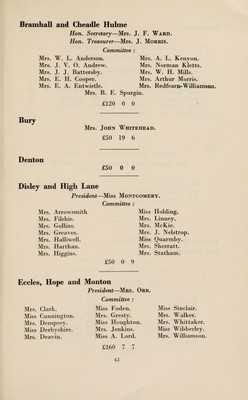 Bramhall and Cheadle Hulme
Hon. Secretary—Mrs. J. F. WARD.
Hon. Treasurer—Mrs. J. MORRIS.
Committee :
Mrs. W. L. Anderson. Mrs. A. L. Kenyon.
Mrs. J. V. O. Andrew. Mrs. Norman Kletts.
Mrs. J. J. Battersby. Mrs. W. H. Mills.
Mrs. E. H. Cooper. Mrs. Arthur Morris.
Mrs. E. A. Entwistle. Mrs. Redfearn-Williamson.
Mrs. B. E. Spurgin.
£120 0 0
Bury
Mrs. JOHN WHITEHEAD.
£50 19 6
Denton
£50 0 0
Disley and High Lane
President—Miss MONTGOMERY.
Committee :
Mrs. Arrowsmith Miss Holding.
Mrs. Filshie. Mrs. Linney.
Mrs. Gollins. Mrs. McKie.
Mrs. Greaves. Mrs. J. Nelstrop.
Mrs. Halliwell. Miss Quarmby.
Mrs. Harthan. Mrs. Sherratt.
Mrs. Higgins. Mrs. Statham.
£50 0 9
Eccles, Hope and Monton
President—Mrs. ORR.
Committee :
Mrs. Clark. Miss Foden. Miss Sinclair.
Miss Cunnington. Mrs. Gresty. Mrs. Walker.
Mrs. Dempsey. Miss Houghton. Mrs. Whittaker.
Miss Derbyshire. Mrs. Jenkins. Miss Wibberley.
Mrs. Deavin. Miss A. Lord. Mrs. Williamson.
£160 7 7